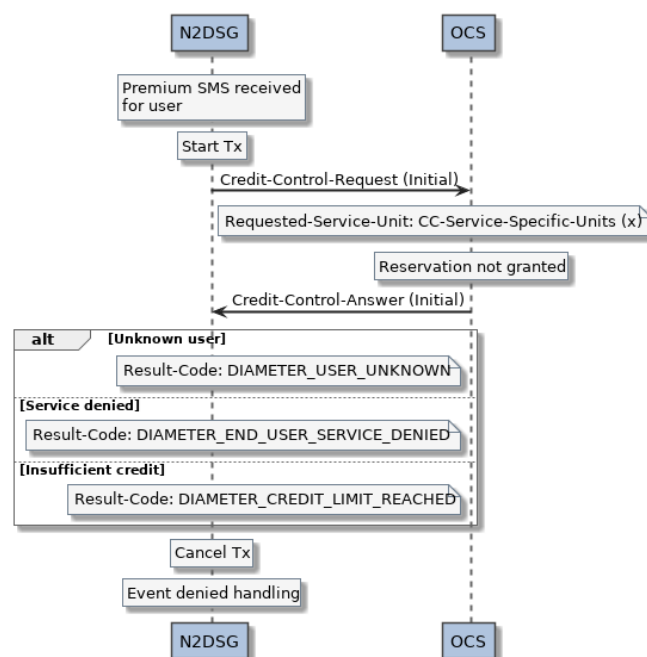 N2DSG OCS
Premium SMS received
for user
Start Tx
Credit-Control-Request (Initial)
Requested-Service-Unit: CC-Service-Specific-Units (x)
Reservation not granted
Credit-Control-Answer (Initial)
alt [Unknown user]
Result-Code: DIAMETER_USER_UNKNOWN
[Service denied]
Result-Code: DIAMETER_END_USER_SERVICE_DENIED
[Insufficient credit]
Result-Code: DIAMETER_CREDIT_LIMIT_REACHED
Cancel Tx
Event denied handling
N2DSG OCS